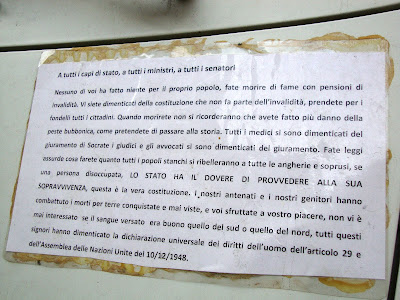 A tutti i capi di stato, a tutti i ministri, a tutti i senatori
Nessuno di voi ha fatto niente per il proprio popolo, fate morire di fame con pensioni di
invalidità. Vi siete dimenticati della costituzione che non fa parte dell'invalidità, prendete per i
fondelli tutti i cittadini. Quando morirete non si ricorderanno che avete fatto più danno della
peste bubbonica, come pretendete di passare alla storia. Tutti i medici si sono dimenticati del
giuramento di Socrate i giudici e gli avvocati si sono dimenticati del giuramento. Fate leggi
assurde cosa farete quanto tutti i popoli stanchi si ribelleranno a tutte le angherie e soprusi, se
una persona disoccupata, LO STATO HA IL DOVERE DI PROVVEDERE ALLA SUA
SOPRAVVIVENZA, questa è la vera costituzione. I nostri antenati e i nostri genitori hanno
combattuto i morti per terre conquistate e mai viste, e voi sfruttate a vostro piacere, non vi è
mai interessato se il sangue versato era buono quello del sud o quello del nord, tutti questi
signori hanno dimenticato la dichiarazione universale dei diritti dell'uomo dell'articolo 29 e
dell'Assemblea delle Nazioni Unite del 10/12/1948.